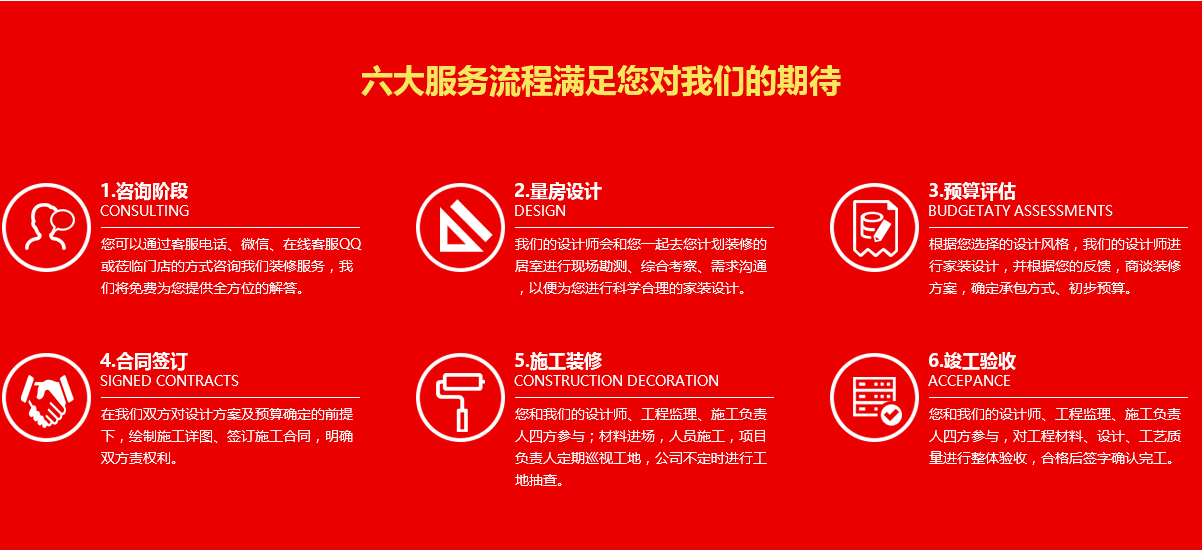 六大服务流程满足您对我们的期待
1.咨询阶段
CONSULTING
您可以通过客服电话、微信、在线客服QQ
或莅临门店的方式咨询我们装修服务，我
们将免费为您提供全方位的解答。
2.量房设计
DESIGN
我们的设计师会和您一起去您计划装修的
居室进行现场勘测、综合考察、需求沟通
，以便为您进行科学合理的家装设计。
3.预算评估
BUDGETATY ASSESSMENTS
根据您选择的设计风格，我们的设计师进
行家装设计，并根据您的反馈，商谈装修
方案，确定承包方式、初步预算。
4.合同签订
SIGNED CONTRACTS
在我们双方对设计方案及预算确定的前提
下，绘制施工详图、签订施工合同，明确
双方责权利。
5.施工装修
CONSTRUCTION DECORATION
您和我们的设计师、工程监理、施工负责
人四方参与；材料进场，人员施工，项目
负责人定期巡视工地，公司不定时进行工
地抽查。
6.竣工验收
ACCEPANCE
您和我们的设计师、工程监理、施工负责
人四方参与，对工程材料、设计、工艺质
量进行整体验收，合格后签字确认完工。